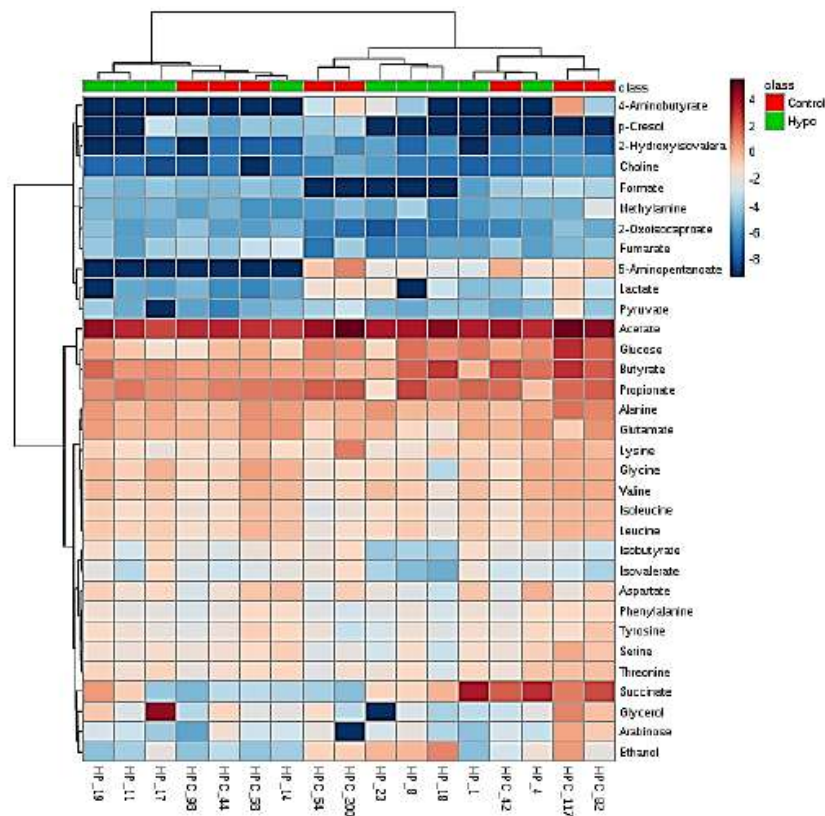 class
4-Aminobutyrate
p-Cresol
2-Hydroxyisovalera
Choline
Formate
Methylamine
2-Oxoisocaproate
Fumarate
5-Aminopentanoate
Lactate
Pyruvate
Acetate
Glucose
Butyrate
Propionate
Alanine
Glutamate
Lysine
Glycine
Valine
Isoleucine
Leucine
Isobutyrate
Isovalerate
Aspartate
Phenylalanine
Tyrosine
Serine
Threonine
Succinate
Glycerol
Arabinose
Ethanol
class
Control
Hypo
4
2
0
-2
-4
-6
-8
HP_19
HP_11
HP_17
HPC_98
HPC_44
HPC_58
HP_14
HPC_54
HPC_200
HP_23
HP_8
HP_18
HP_1
HPC_42
HP_4
HPC_117
HPC_92